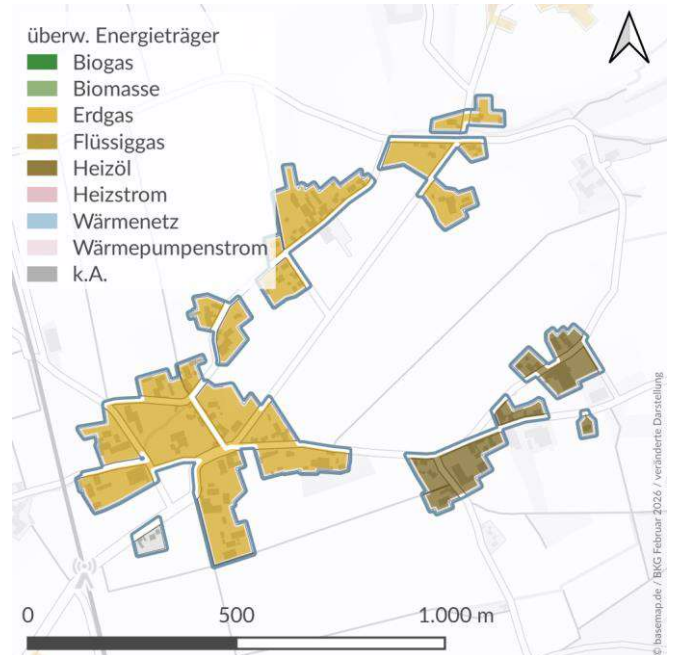 überw. Energieträger
Biogas
Biomasse
Erdgas
Flüssiggas
Heizöl
Heizstrom
Wärmenetz
Wärmepumpenstrom
k.A.
0 500 1.000 m
© basemap.de / BKG Februar 2026 / veränderte Darstellung